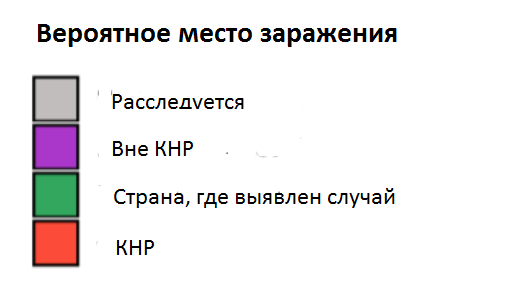 Вероятное место заражения
Расследуется
Вне КНР
Страна, где выявлен случай
КНР